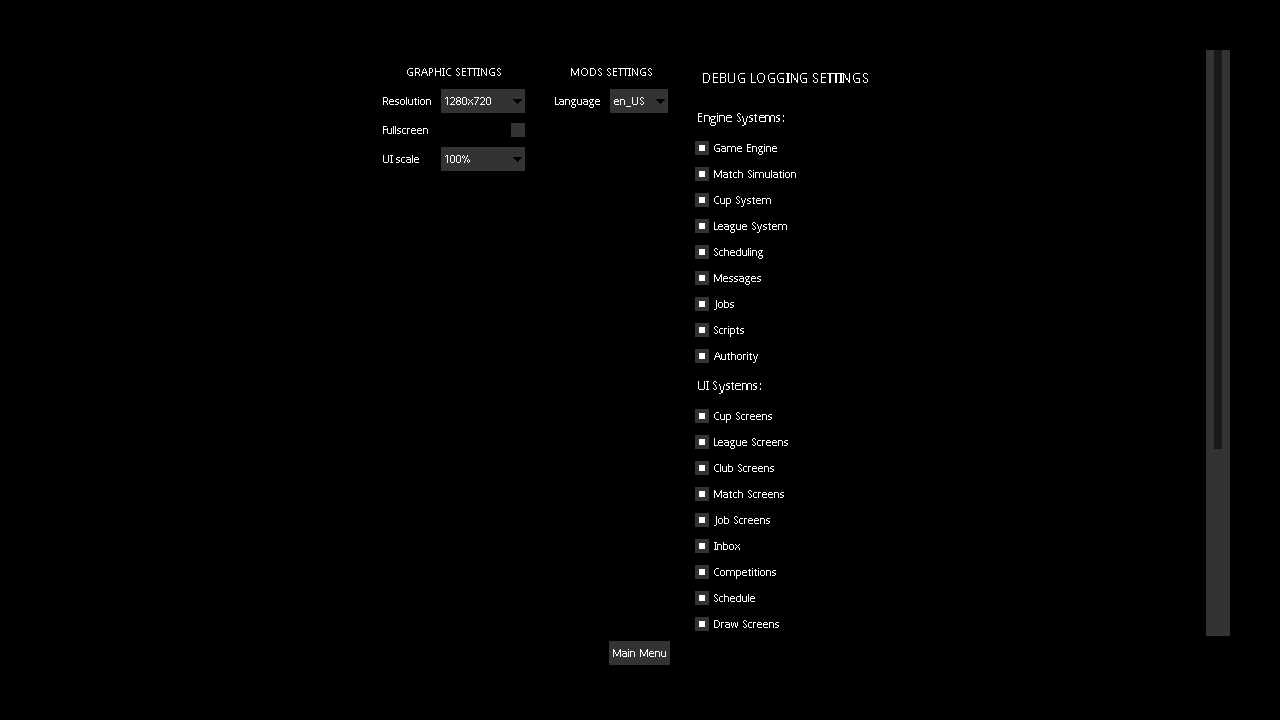 GRAPHIC SETTINGS
Resolution 1280x720
Fullscreen
UI scale 100%
MODS SETTINGS
Language en_US
DEBUG LOGGING SETTINGS
Engine Systems:
Game Engine
Match Simulation
Cup System
League System
Scheduling
Messages
Jobs
Scripts
Authority
UI Systems:
Cup Screens
League Screens
Club Screens
Match Screens
Job Screens
Inbox
Competitions
Schedule
Draw Screens
Main Menu